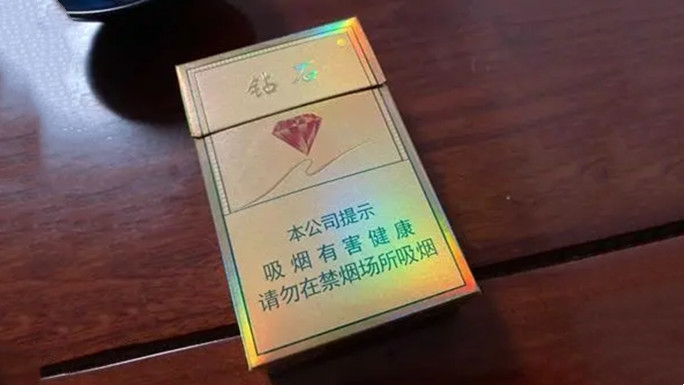 钻石
本公司提示
吸烟有害健康
请勿在禁烟场所吸烟